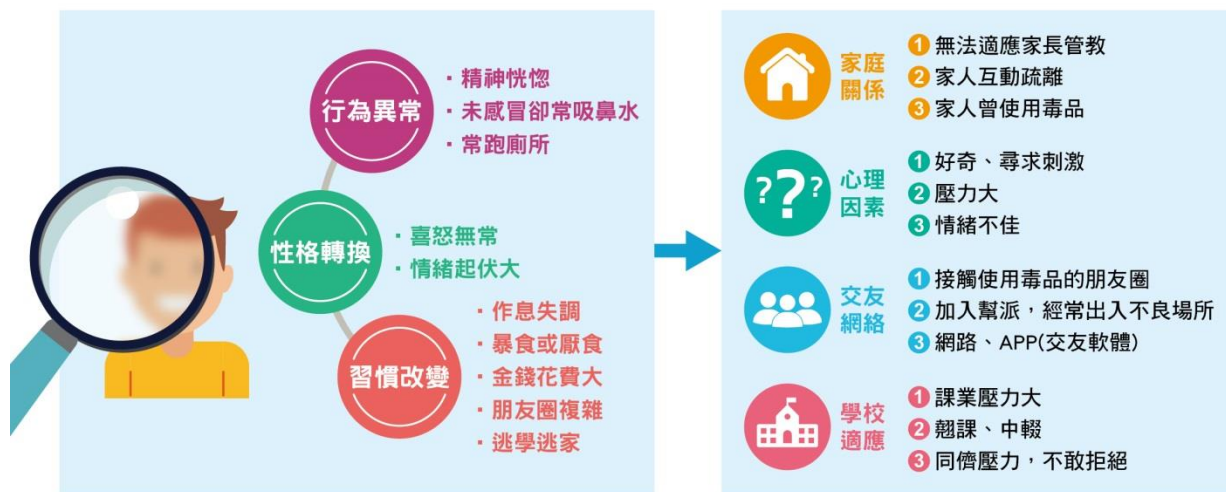 行為異常
・精神恍惚
・未感冒卻常吸鼻水
・常跑廁所
性格轉換
・喜怒無常
・情緒起伏大
習慣改變
・作息失調
・暴食或厭食
・金錢花費大
・朋友圈複雜
・逃學逃家
家庭
關係
1 無法適應家長管教
2 家人互動疏離
3 家人曾使用毒品
???
心理
因素
1 好奇、尋求刺激
2 壓力大
3 情緒不佳
交友
網絡
1 接觸使用毒品的朋友圈
2 加入幫派，經常出入不良場所
3 網路、APP(交友軟體)
學校
適應
1 課業壓力大
2 翹課、中輟
3 同儕壓力，不敢拒絕